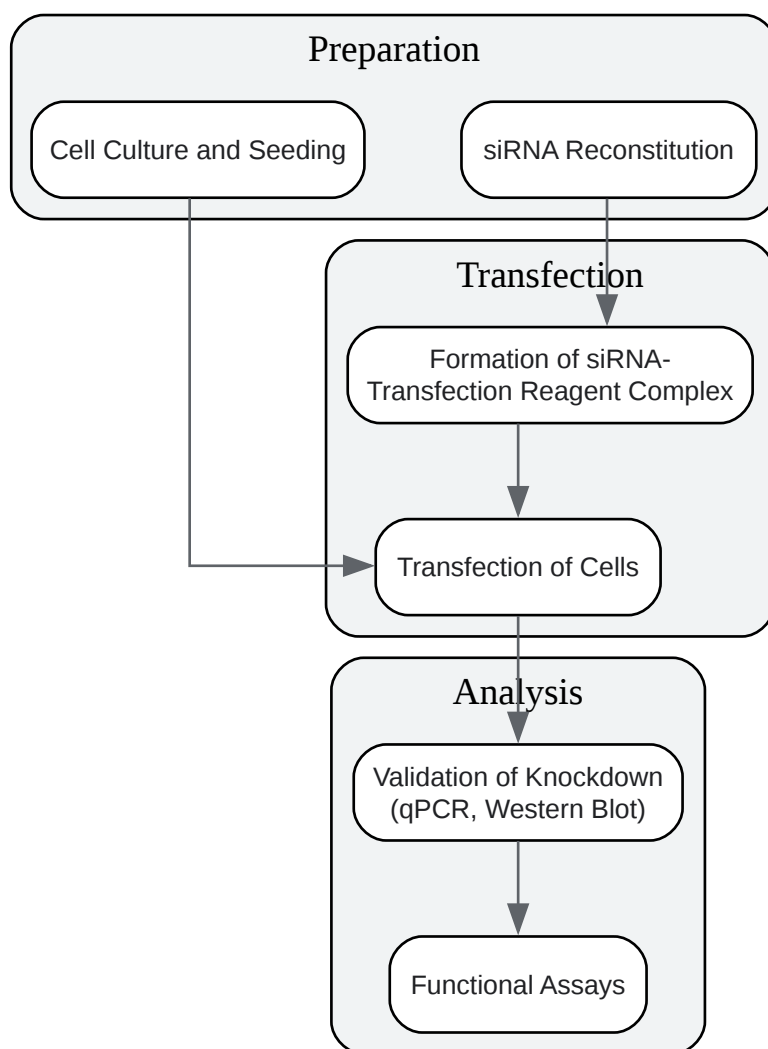 Preparation
Cell Culture and Seeding
siRNA Reconstitution
Transfection
Formation of siRNA-
Transfection Reagent Complex
Transfection of Cells
Analysis
Validation of Knockdown
(qPCR, Western Blot)
Functional Assays